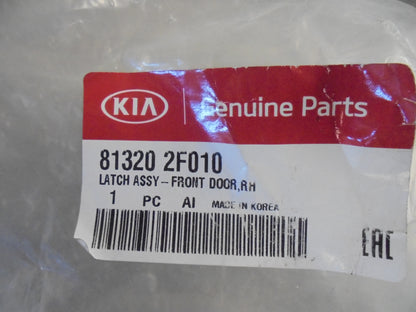 KIA Genuine Parts
81320 2F010
LATCH ASSY-FRONT DOOR,RH
1 PC AI MADE IN KOREA
EAC